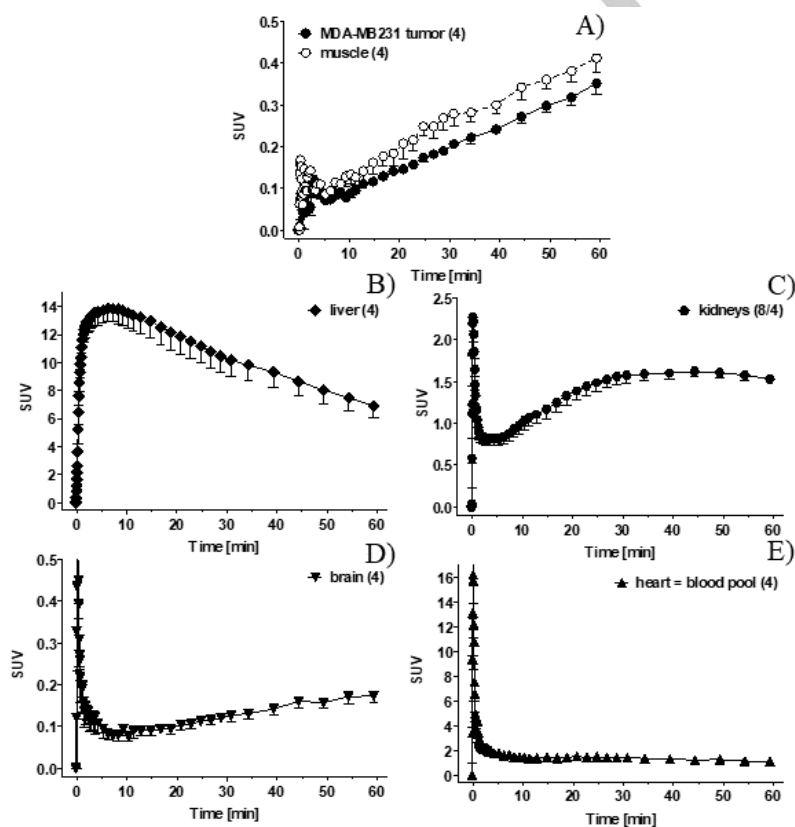 A)
MDA-MB231 tumor (4)
muscle (4)
SUV
0.5
0.4
0.3
0.2
0.1
0.0
0 10 20 30 40 50 60
Time [min]
B)
liver (4)
SUV
14
12
10
8
6
4
2
0
0 10 20 30 40 50 60
Time [min]
C)
kidneys (8/4)
SUV
2.5
2.0
1.5
1.0
0.5
0.0
0 10 20 30 40 50 60
Time [min]
D)
brain (4)
SUV
0.5
0.4
0.3
0.2
0.1
0.0
0 10 20 30 40 50 60
Time [min]
E)
heart = blood pool (4)
SUV
16
14
12
10
8
6
4
2
0
0 10 20 30 40 50 60
Time [min]